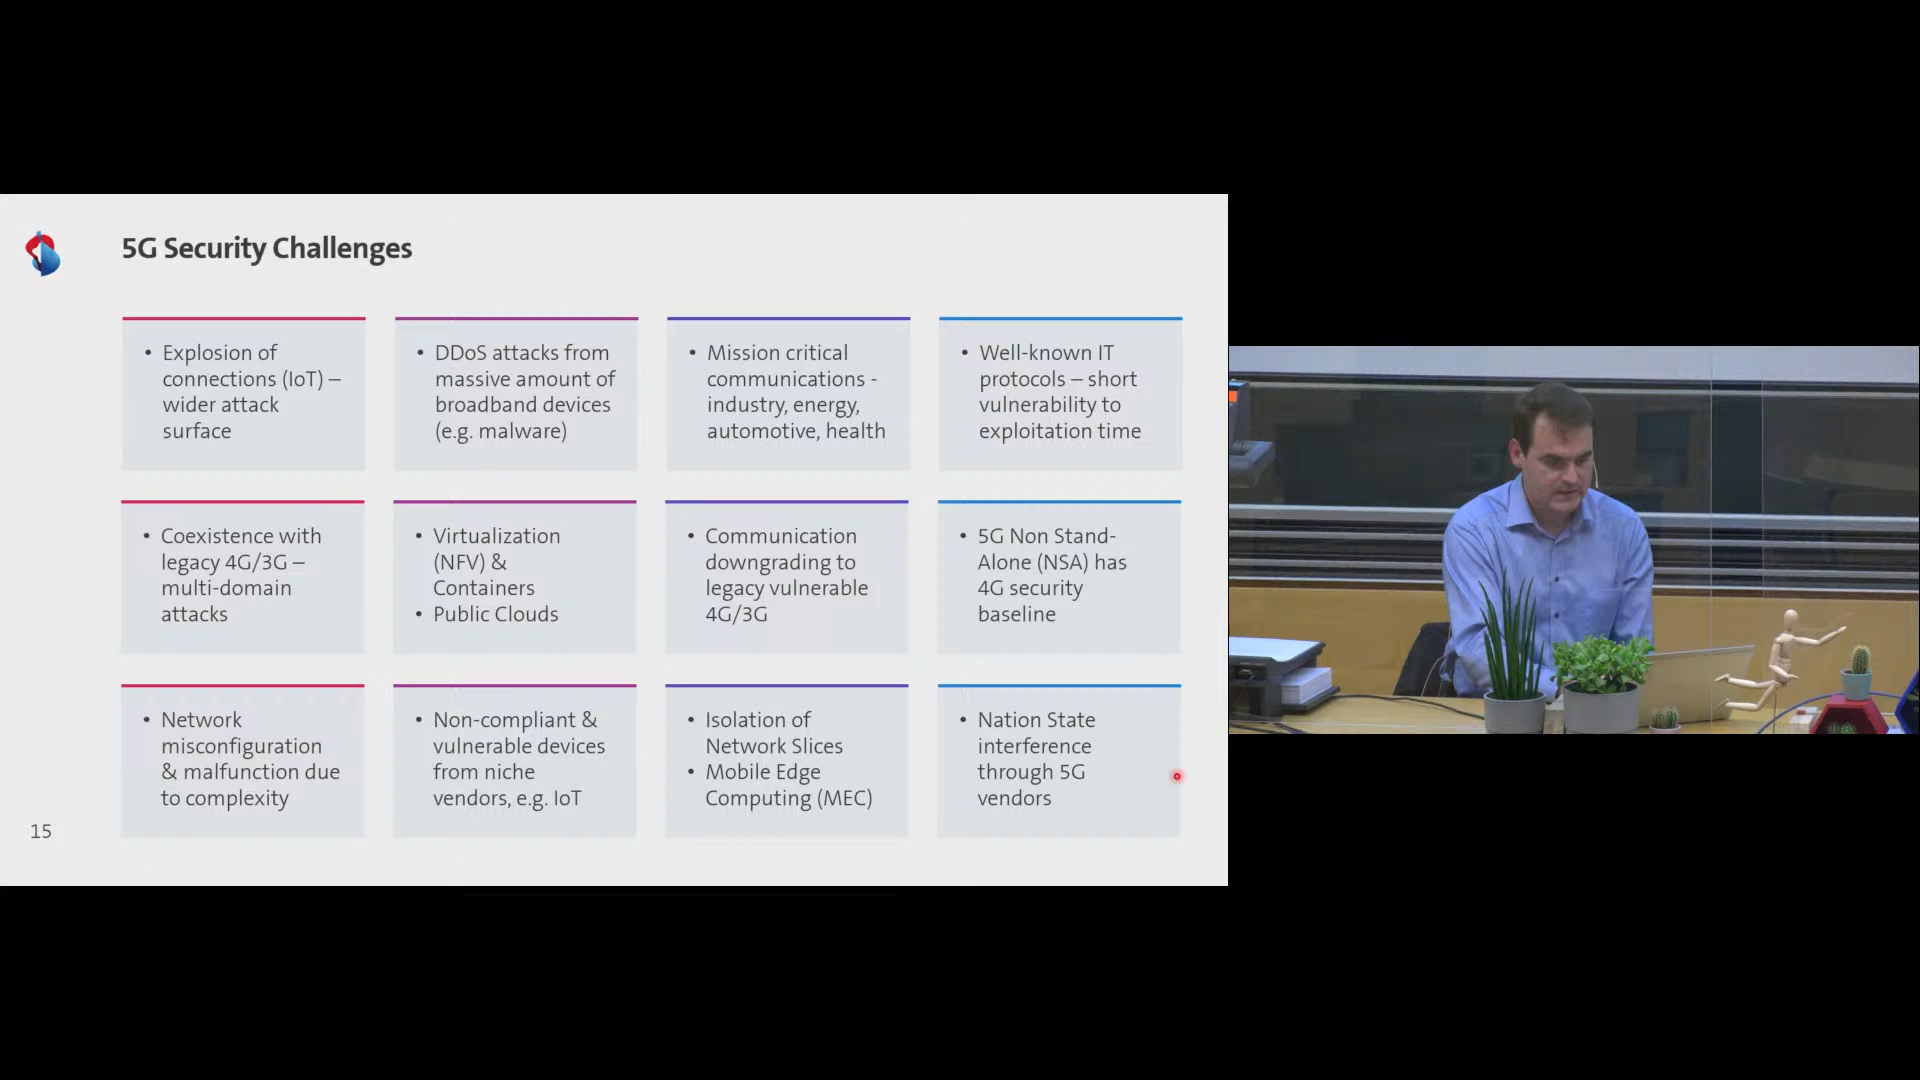 5G Security Challenges
• Explosion of
connections (IoT) –
wider attack
surface
• DDoS attacks from
massive amount of
broadband devices
(e.g. malware)
• Mission critical
communications -
industry, energy,
automotive, health
• Well-known IT
protocols – short
vulnerability to
exploitation time
• Coexistence with
legacy 4G/3G –
multi-domain
attacks
• Virtualization
(NFV) &
Containers
• Public Clouds
• Communication
downgrading to
legacy vulnerable
4G/3G
• 5G Non Stand-
Alone (NSA) has
4G security
baseline
• Network
misconfiguration
& malfunction due
to complexity
• Non-compliant &
vulnerable devices
from niche
vendors, e.g. IoT
• Isolation of
Network Slices
• Mobile Edge
Computing (MEC)
• Nation State
interference
through 5G
vendors
15